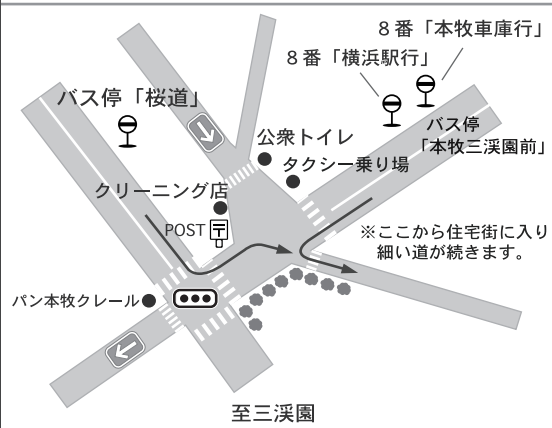 ８番「本牧車庫行」
８番「横浜駅行」
バス停「桜道」
バス停
「本牧三溪園前」
公衆トイレ
タクシー乗り場
クリーニング店
POST
※ここから住宅街に入り
細い道が続きます。
パン本牧クレール
至三溪園